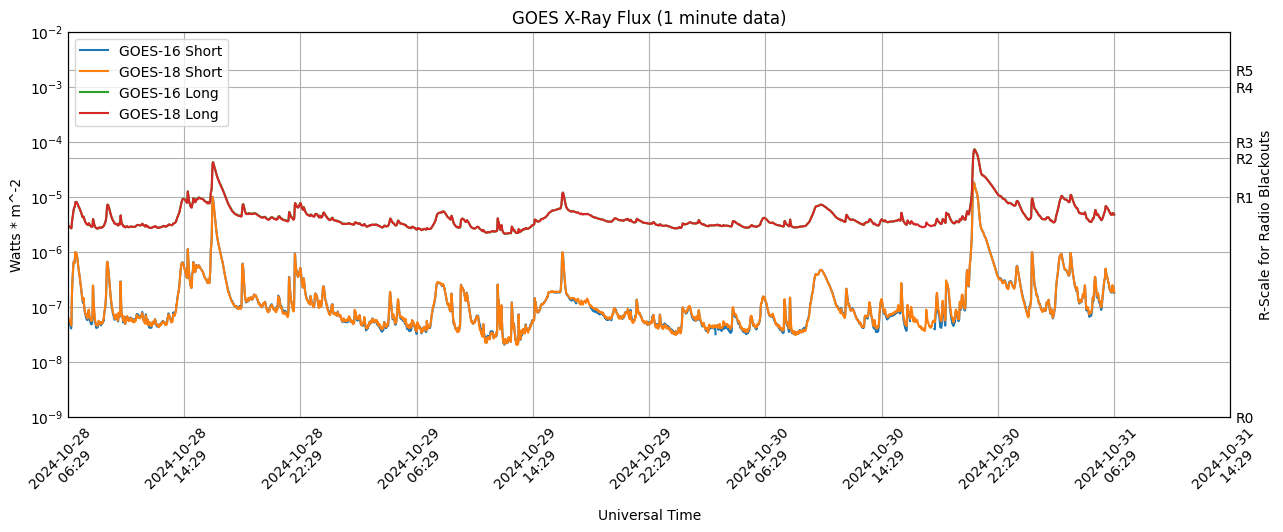 GOES X-Ray Flux (1 minute data)
GOES-16 Short
GOES-18 Short
GOES-16 Long
GOES-18 Long
10^-2
10^-3
10^-4
10^-5
10^-6
10^-7
10^-8
10^-9
Watts * m^-2
R5
R4
R3
R2
R1
R0
R-Scale for Radio Blackouts
2024-10-28
06:29
2024-10-28
14:29
2024-10-28
22:29
2024-10-29
06:29
2024-10-29
14:29
2024-10-29
22:29
2024-10-30
06:29
2024-10-30
14:29
2024-10-30
22:29
2024-10-31
06:29
2024-10-31
14:29
Universal Time